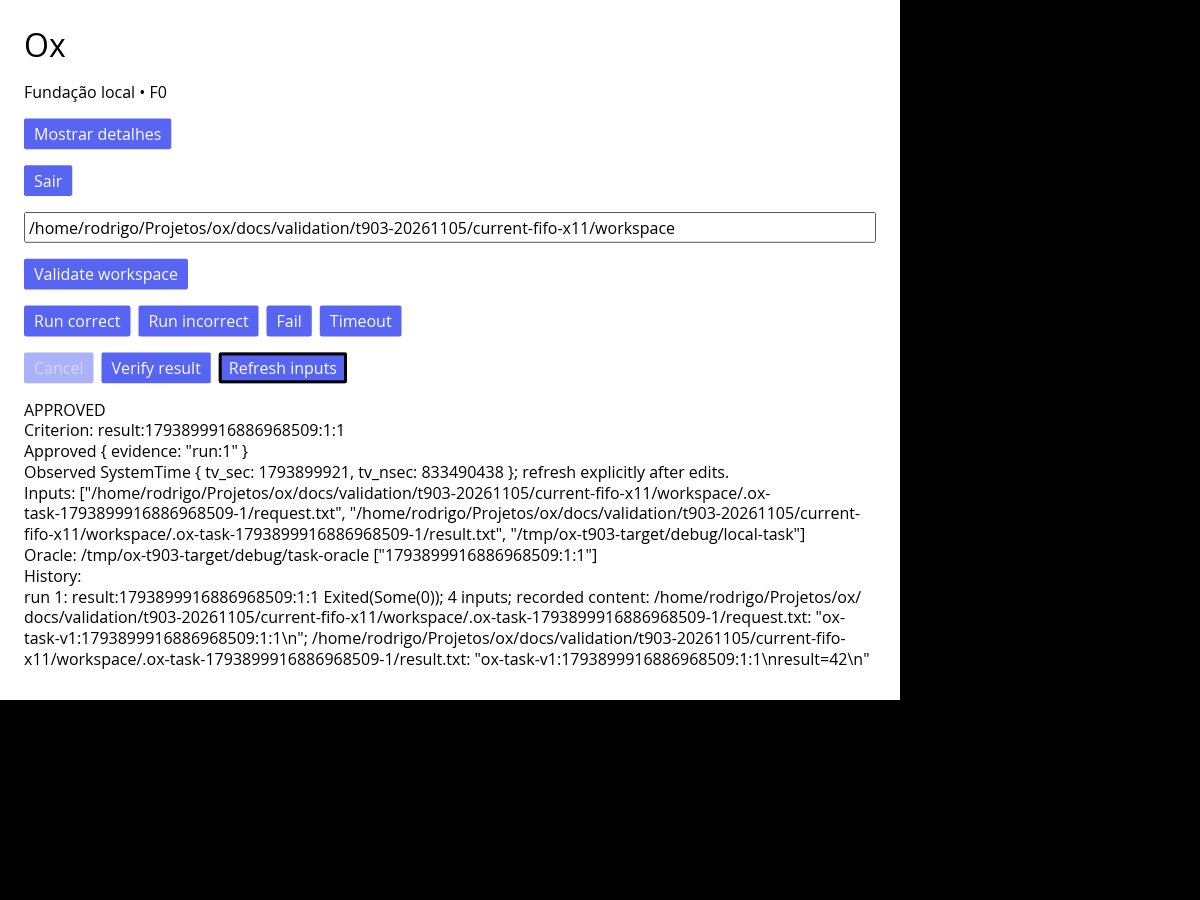 Ox
Fundação local • F0
Mostrar detalhes
Sair
/home/rodrigo/Projetos/ox/docs/validation/t903-20261105/current-fifo-x11/workspace
Validate workspace
Run correct Run incorrect Fail Timeout
Cancel Verify result Refresh inputs
APPROVED
Criterion: result:1793899916886968509:1:1
Approved { evidence: "run:1" }
Observed SystemTime { tv_sec: 1793899921, tv_nsec: 833490438 }; refresh explicitly after edits.
Inputs: ["/home/rodrigo/Projetos/ox/docs/validation/t903-20261105/current-fifo-x11/workspace/.ox-
task-1793899916886968509-1/request.txt", "/home/rodrigo/Projetos/ox/docs/validation/t903-20261105/current-
fifo-x11/workspace/.ox-task-1793899916886968509-1/result.txt", "/tmp/ox-t903-target/debug/local-task"]
Oracle: /tmp/ox-t903-target/debug/task-oracle ["1793899916886968509:1:1"]
History:
run 1: result:1793899916886968509:1:1 Exited(Some(0)); 4 inputs; recorded content: /home/rodrigo/Projetos/ox/
docs/validation/t903-20261105/current-fifo-x11/workspace/.ox-task-1793899916886968509-1/request.txt: "ox-
task-v1:1793899916886968509:1:1\n"; /home/rodrigo/Projetos/ox/docs/validation/t903-20261105/current-fifo-
x11/workspace/.ox-task-1793899916886968509-1/result.txt: "ox-task-v1:1793899916886968509:1:1\nresult=42\n"